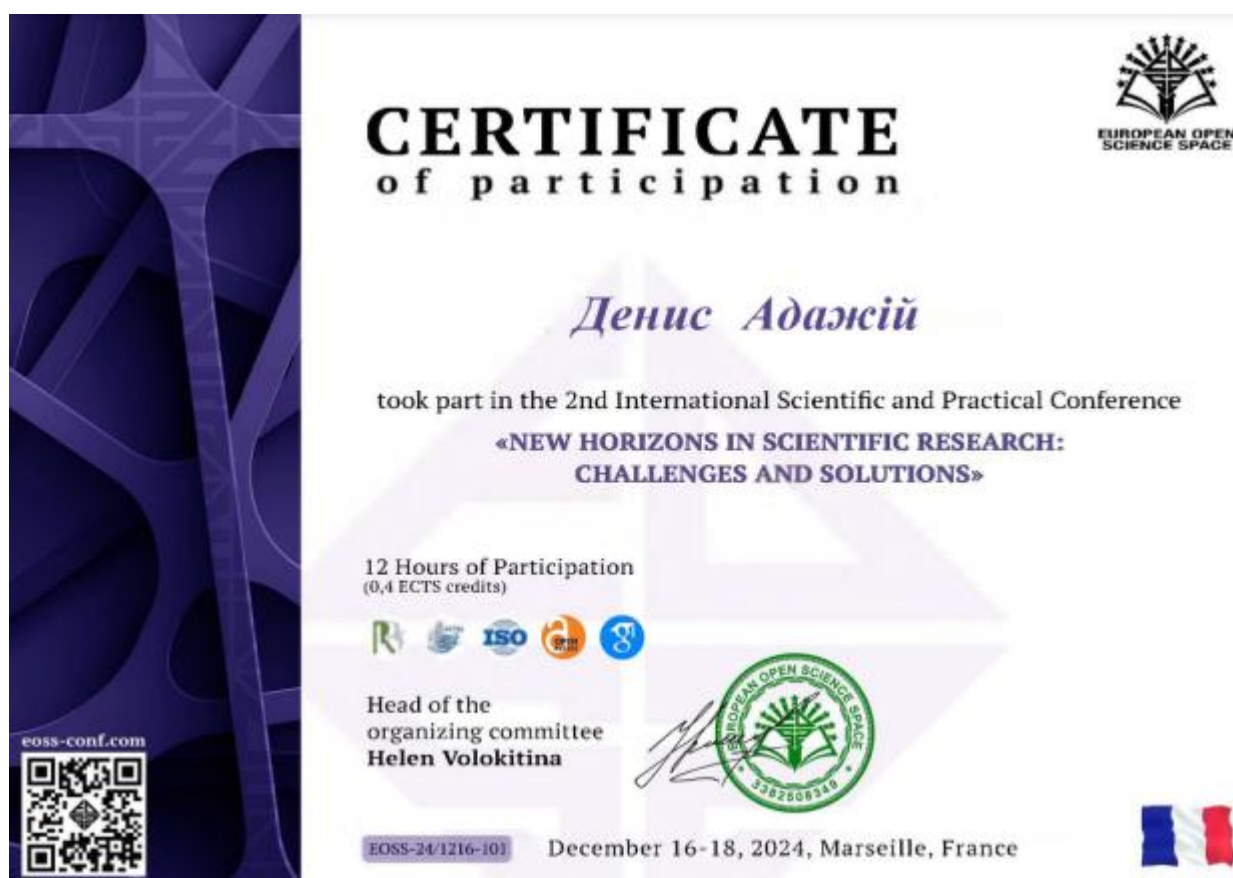 EUROPEAN OPEN
SCIENCE SPACE
CERTIFICATE
of participation
Денис Адажій
took part in the 2nd International Scientific and Practical Conference
«NEW HORIZONS IN SCIENTIFIC RESEARCH:
CHALLENGES AND SOLUTIONS»
12 Hours of Participation
(0,4 ECTS credits)
ISO
OPEN
Head of the
organizing committee
Helen Volokitina
EUROPEAN OPEN SCIENCE SPACE
3382508349
eoss-conf.com
EOSS-24/1216-101
December 16-18, 2024, Marseille, France